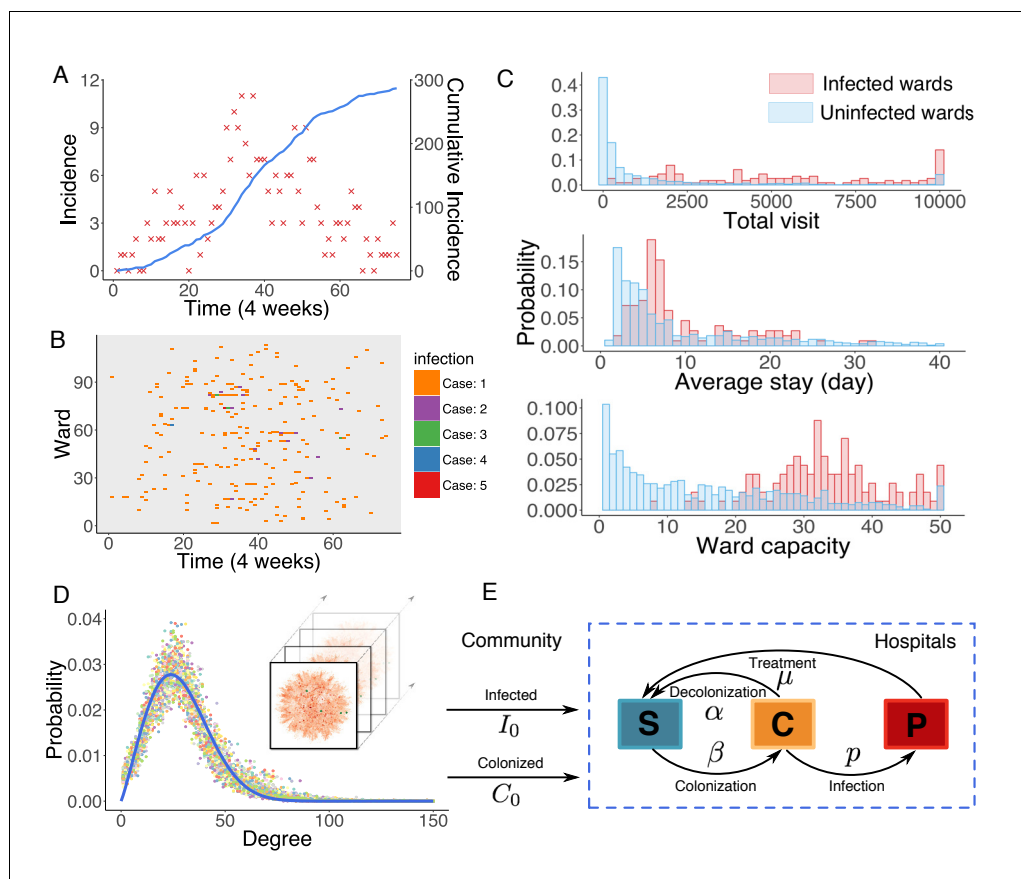 A
12
9
6
3
0
Incidence
300
200
100
0
Cumulative Incidence
0
20
40
60
Time (4 weeks)
B
90
60
30
0
Ward
0
20
40
60
Time (4 weeks)
infection
Case: 1
Case: 2
Case: 3
Case: 4
Case: 5
C
0.4
0.3
0.2
0.1
0.0
Infected wards
Uninfected wards
0
2500
5000
7500
10000
Total visit
Probability
0.15
0.10
0.05
0.00
0
10
20
30
40
Average stay (day)
0.100
0.075
0.050
0.025
0.000
0
10
20
30
40
50
Ward capacity
D
0.04
0.03
0.02
0.01
0.00
Probability
0
50
100
150
Degree
E
Community
Hospitals
Infected
I₀
Colonized
C₀
Treatment
μ
Decolonization
α
S
C
P
β
Colonization
p
Infection